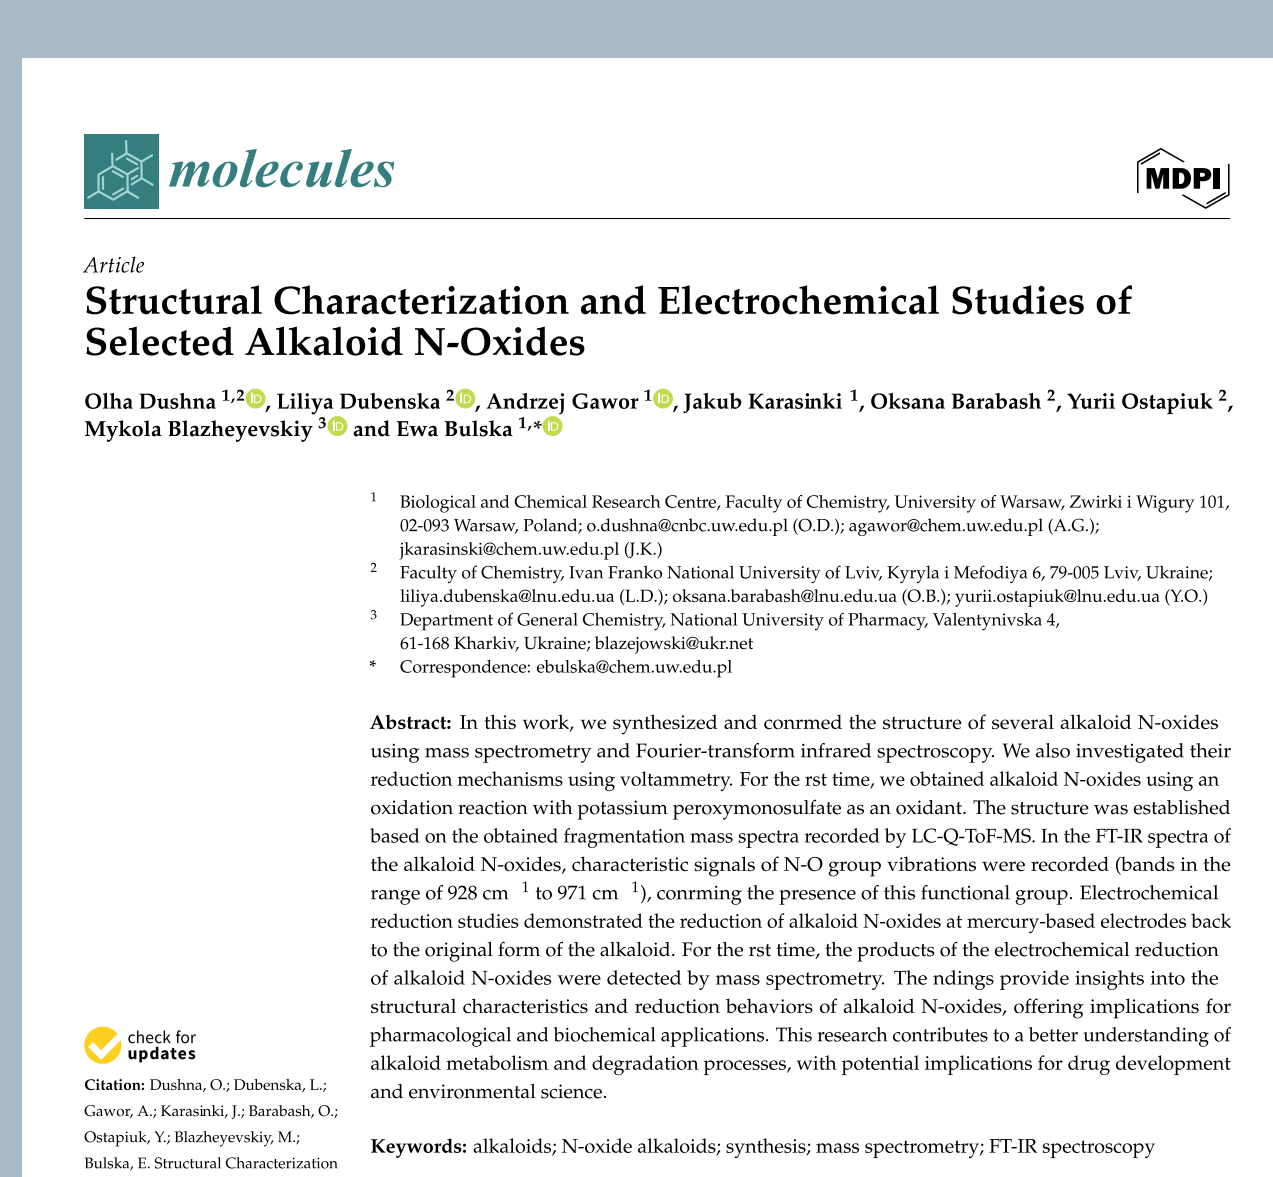 molecules
MDPI
Article
Structural Characterization and Electrochemical Studies of
Selected Alkaloid N-Oxides
Olha Dushna 1,2 iD, Liliya Dubenska 2 iD, Andrzej Gawor 1 iD, Jakub Karasinki 1, Oksana Barabash 2, Yurii Ostapiuk 2,
Mykola Blazheyevskiy 3 iD and Ewa Bulska 1,* iD
1 Biological and Chemical Research Centre, Faculty of Chemistry, University of Warsaw, Zwirki i Wigury 101,
02-093 Warsaw, Poland; o.dushna@cnbc.uw.edu.pl (O.D.); agawor@chem.uw.edu.pl (A.G.);
jkarasinski@chem.uw.edu.pl (J.K.)
2 Faculty of Chemistry, Ivan Franko National University of Lviv, Kyryla i Mefodiya 6, 79-005 Lviv, Ukraine;
liliya.dubenska@lnu.edu.ua (L.D.); oksana.barabash@lnu.edu.ua (O.B.); yurii.ostapiuk@lnu.edu.ua (Y.O.)
3 Department of General Chemistry, National University of Pharmacy, Valentynivska 4,
61-168 Kharkiv, Ukraine; blazejowski@ukr.net
* Correspondence: ebulska@chem.uw.edu.pl
Abstract: In this work, we synthesized and conrmed the structure of several alkaloid N-oxides
using mass spectrometry and Fourier-transform infrared spectroscopy. We also investigated their
reduction mechanisms using voltammetry. For the rst time, we obtained alkaloid N-oxides using an
oxidation reaction with potassium peroxymonosulfate as an oxidant. The structure was established
based on the obtained fragmentation mass spectra recorded by LC-Q-ToF-MS. In the FT-IR spectra of
the alkaloid N-oxides, characteristic signals of N-O group vibrations were recorded (bands in the
range of 928 cm 1 to 971 cm 1), conrming the presence of this functional group. Electrochemical
reduction studies demonstrated the reduction of alkaloid N-oxides at mercury-based electrodes back
to the original form of the alkaloid. For the rst time, the products of the electrochemical reduction
of alkaloid N-oxides were detected by mass spectrometry. The ndings provide insights into the
structural characteristics and reduction behaviors of alkaloid N-oxides, offering implications for
pharmacological and biochemical applications. This research contributes to a better understanding of
alkaloid metabolism and degradation processes, with potential implications for drug development
and environmental science.
Keywords: alkaloids; N-oxide alkaloids; synthesis; mass spectrometry; FT-IR spectroscopy
check for
updates
Citation: Dushna, O.; Dubenska, L.;
Gawor, A.; Karasinki, J.; Barabash, O.;
Ostapiuk, Y.; Blazheyevskiy, M.;
Bulska, E. Structural Characterization